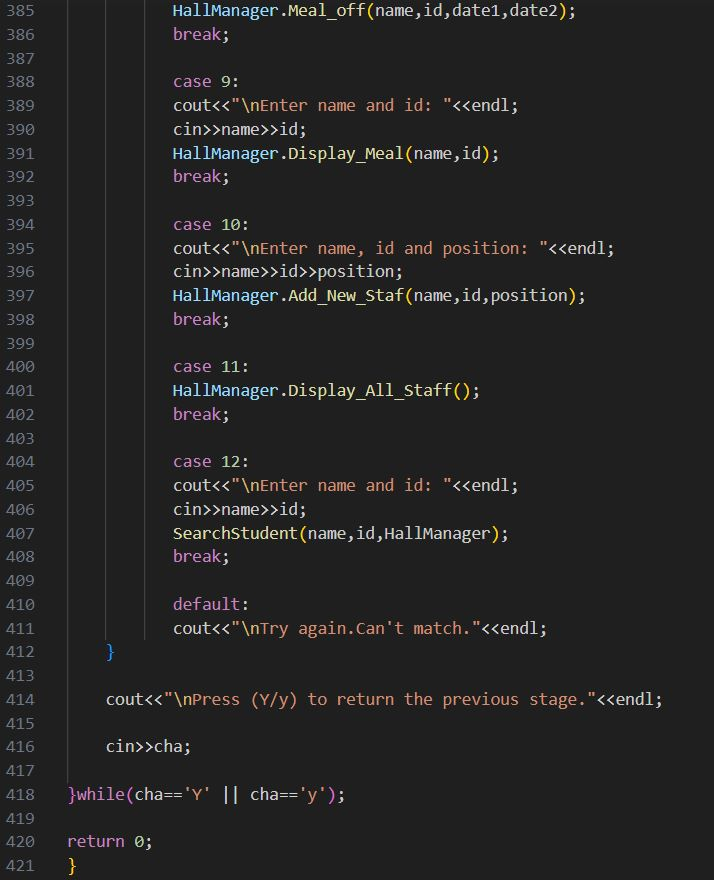 385 HallManager.Meal_off(name,id,date1,date2);
386 break;
387
388 case 9:
389 cout<<"\nEnter name and id: "<<endl;
390 cin>>name>>id;
391 HallManager.Display_Meal(name,id);
392 break;
393
394 case 10:
395 cout<<"\nEnter name, id and position: "<<endl;
396 cin>>name>>id>>position;
397 HallManager.Add_New_Staf(name,id,position);
398 break;
399
400 case 11:
401 HallManager.Display_All_Staff();
402 break;
403
404 case 12:
405 cout<<"\nEnter name and id: "<<endl;
406 cin>>name>>id;
407 SearchStudent(name,id,HallManager);
408 break;
409
410 default:
411 cout<<"\nTry again.Can't match."<<endl;
412 }
413
414 cout<<"\nPress (Y/y) to return the previous stage."<<endl;
415
416 cin>>cha;
417
418 }while(cha=='Y' || cha=='y');
419
420 return 0;
421 }